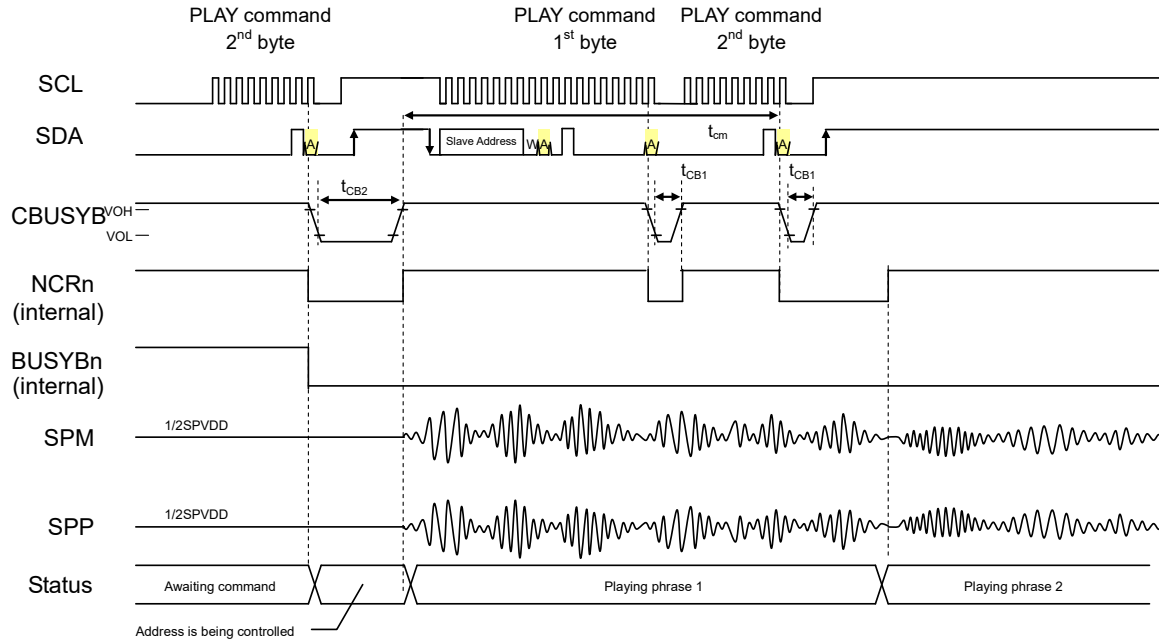 PLAY command
2nd byte
PLAY command
1st byte
PLAY command
2nd byte
SCL
tcm
SDA
A
Slave Address
W
A
A
A
tCB2
tCB1
tCB1
CBUSYB
VOH
VOL
NCRn
(internal)
BUSYBn
(internal)
SPM
1/2SPVDD
SPP
1/2SPVDD
Status
Awaiting command
Playing phrase 1
Playing phrase 2
Address is being controlled